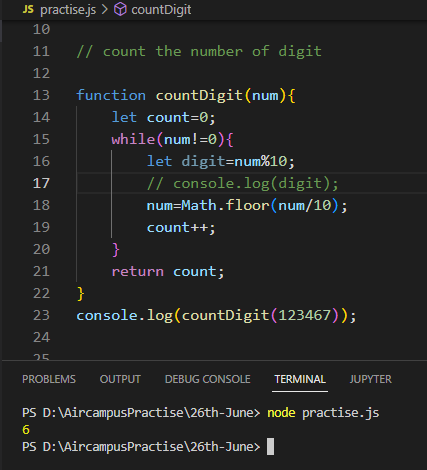 JS practise.js > countDigit
10
11 // count the number of digit
12
13 function countDigit(num){
14 let count=0;
15 while(num!=0){
16 let digit=num%10;
17 // console.log(digit);
18 num=Math.floor(num/10);
19 count++;
20 }
21 return count;
22 }
23 console.log(countDigit(123467));
24
25
PROBLEMS OUTPUT DEBUG CONSOLE TERMINAL JUPYTER
PS D:\AircampusPractise\26th-June> node practise.js
6
PS D:\AircampusPractise\26th-June>